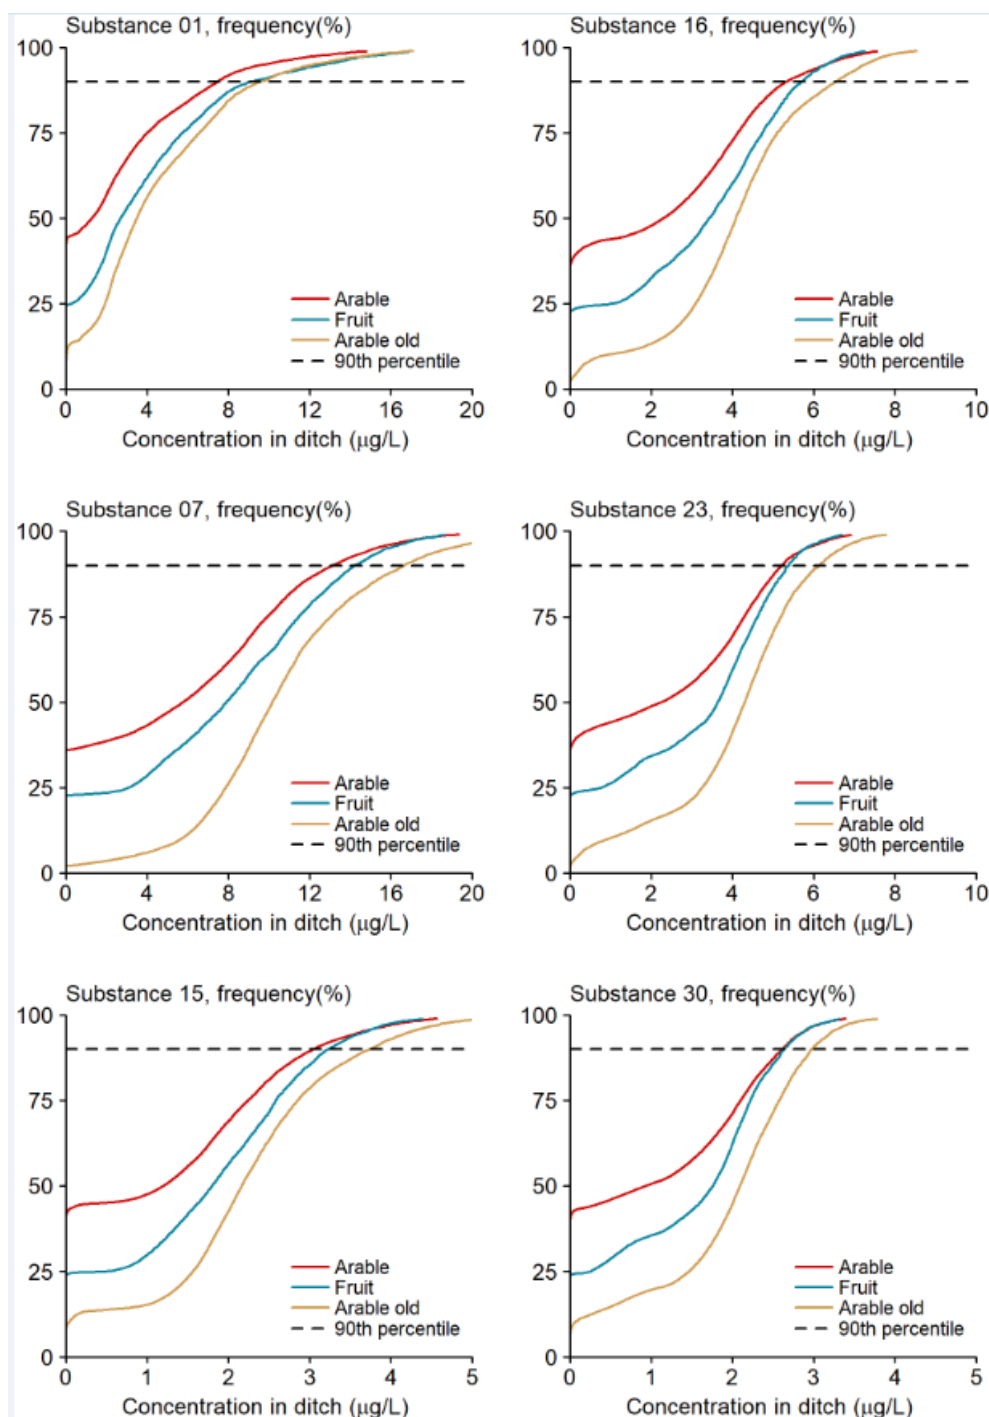 Substance 01, frequency(%)
100
75
50
25
0
Arable
Fruit
Arable old
90th percentile
0 4 8 12 16 20
Concentration in ditch (μg/L)
Substance 16, frequency(%)
100
75
50
25
0
Arable
Fruit
Arable old
90th percentile
0 2 4 6 8 10
Concentration in ditch (μg/L)
Substance 07, frequency(%)
100
75
50
25
0
Arable
Fruit
Arable old
90th percentile
0 4 8 12 16 20
Concentration in ditch (μg/L)
Substance 23, frequency(%)
100
75
50
25
0
Arable
Fruit
Arable old
90th percentile
0 2 4 6 8 10
Concentration in ditch (μg/L)
Substance 15, frequency(%)
100
75
50
25
0
Arable
Fruit
Arable old
90th percentile
0 1 2 3 4 5
Concentration in ditch (μg/L)
Substance 30, frequency(%)
100
75
50
25
0
Arable
Fruit
Arable old
90th percentile
0 1 2 3 4 5
Concentration in ditch (μg/L)